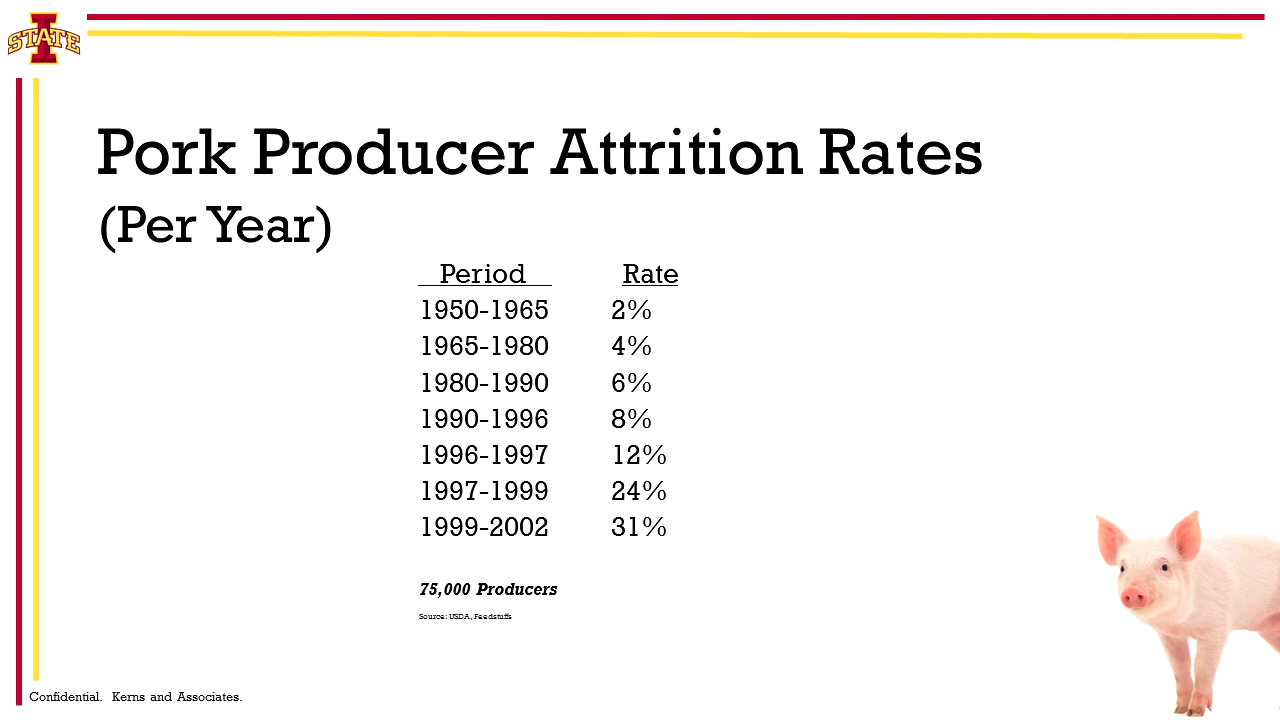 STATE
Pork Producer Attrition Rates
(Per Year)
Period Rate
1950-1965 2%
1965-1980 4%
1980-1990 6%
1990-1996 8%
1996-1997 12%
1997-1999 24%
1999-2002 31%
75,000 Producers
Source: USDA, Feedstuffs
Confidential. Kerns and Associates.